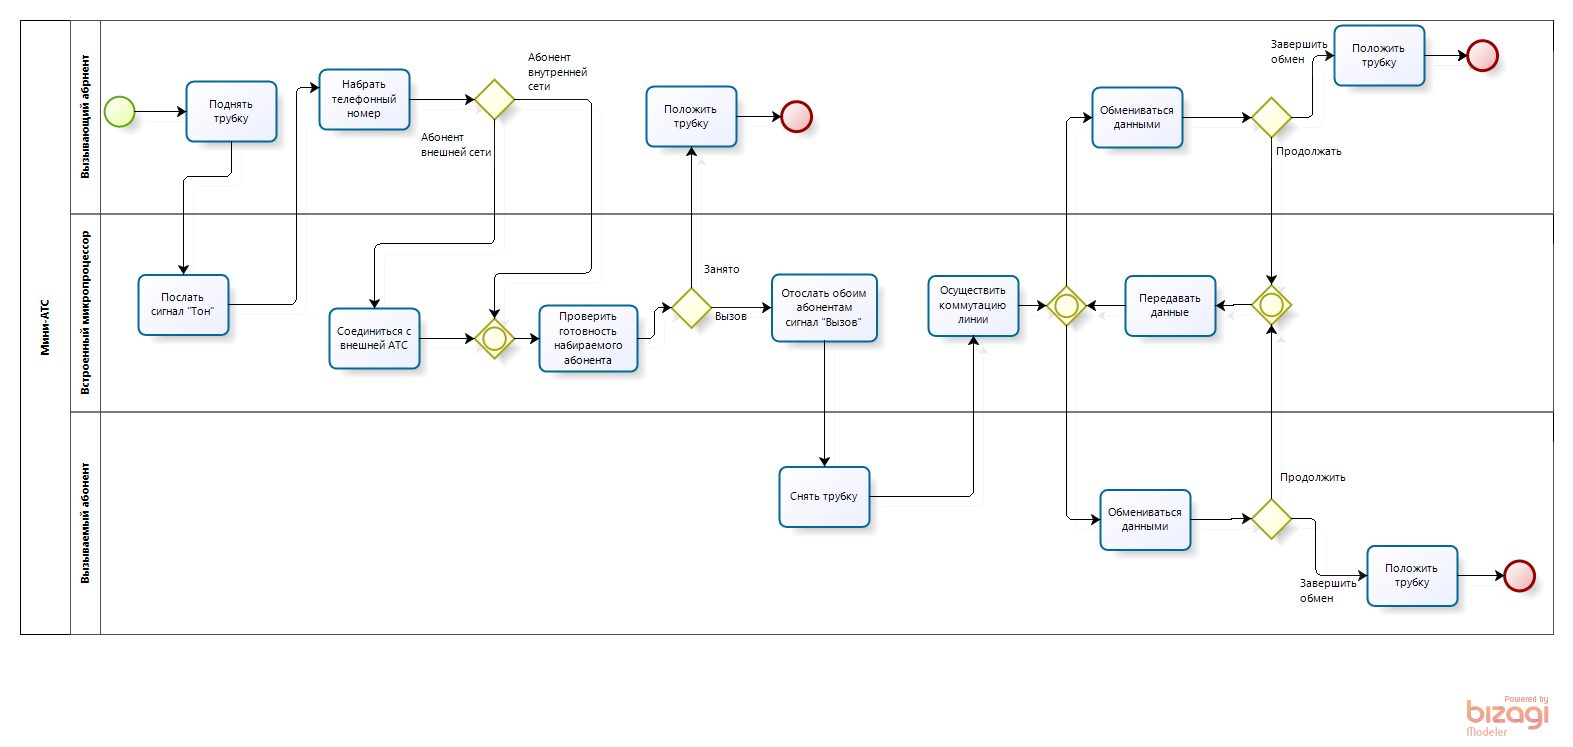 Мини-АТС
Вызывающий абрнент
Поднять
трубку
Набрать
телефонный
номер
Абонент
внутренней
сети
Абонент
внешней сети
Положить
трубку
Обмениваться
данными
Завершить
обмен
Положить
трубку
Продолжать
Встроенный микропроцессор
Послать
сигнал "Тон"
Соединиться с
внешней АТС
Проверить
готовность
набираемого
абонента
Занято
Вызов
Отослать обоим
абонентам
сигнал "Вызов"
Осуществить
коммутацию
линии
Передавать
данные
Вызываемый абонент
Снять трубку
Обмениваться
данными
Продолжить
Завершить
обмен
Положить
трубку
Powered by
bizagi
Modeler